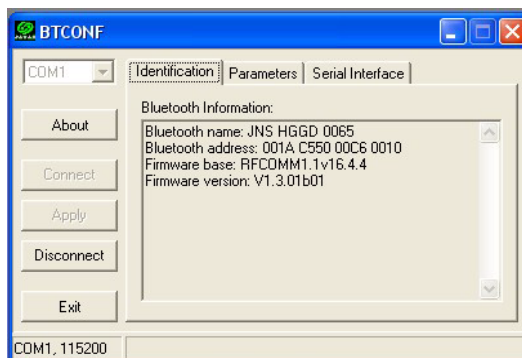 BTCONF
COM1
Identification
Parameters
Serial Interface
Bluetooth Information:
Bluetooth name: JNS HGGD 0065
Bluetooth address: 001A C550 00C6 0010
Firmware base: RFCOMM1.1v16.4.4
Firmware version: V1.3.01b01
About
Connect
Apply
Disconnect
Exit
COM1, 115200